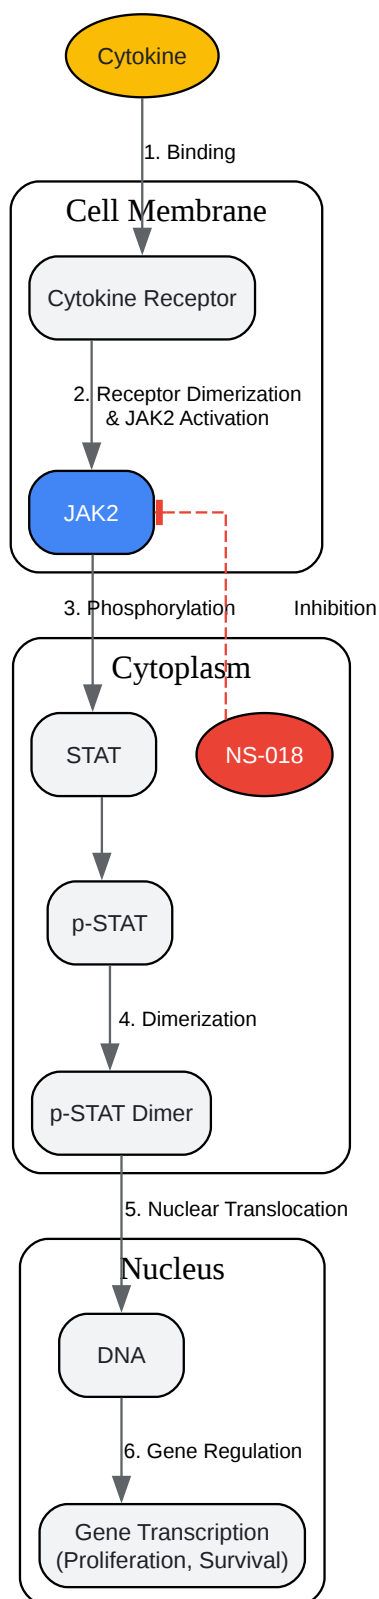 Cytokine
1. Binding
Cell Membrane
Cytokine Receptor
2. Receptor Dimerization
& JAK2 Activation
JAK2
3. Phosphorylation
Inhibition
Cytoplasm
STAT
NS-018
p-STAT
4. Dimerization
p-STAT Dimer
5. Nuclear Translocation
Nucleus
DNA
6. Gene Regulation
Gene Transcription
(Proliferation, Survival)